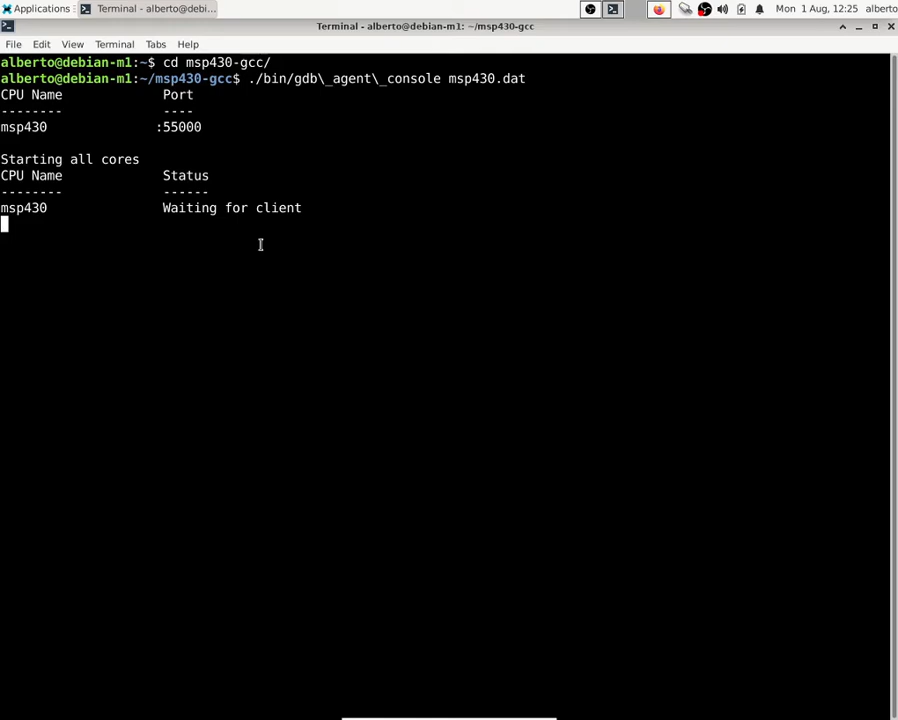 Applications
Terminal - alberto@debi...
Mon 1 Aug, 12:25
alberto
Terminal - alberto@debian-m1: ~/msp430-gcc
File Edit View Terminal Tabs Help
alberto@debian-m1:~$ cd msp430-gcc/
alberto@debian-m1:~/msp430-gcc$ ./bin/gdb\_agent\_console msp430.dat
CPU Name             Port
--------             ----
msp430              :55000
Starting all cores
CPU Name             Status
--------             ------
msp430               Waiting for client